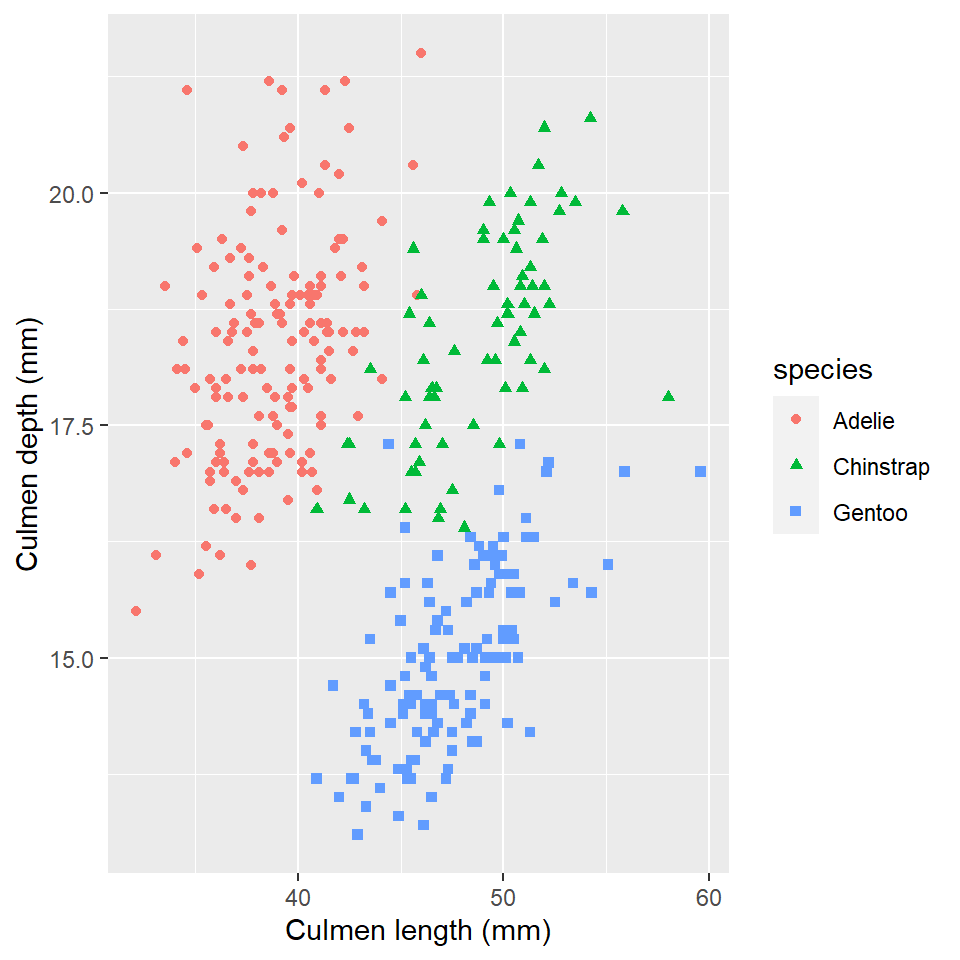 20.0
17.5
15.0
Culmen depth (mm)
40 50 60
Culmen length (mm)
species
Adelie
Chinstrap
Gentoo